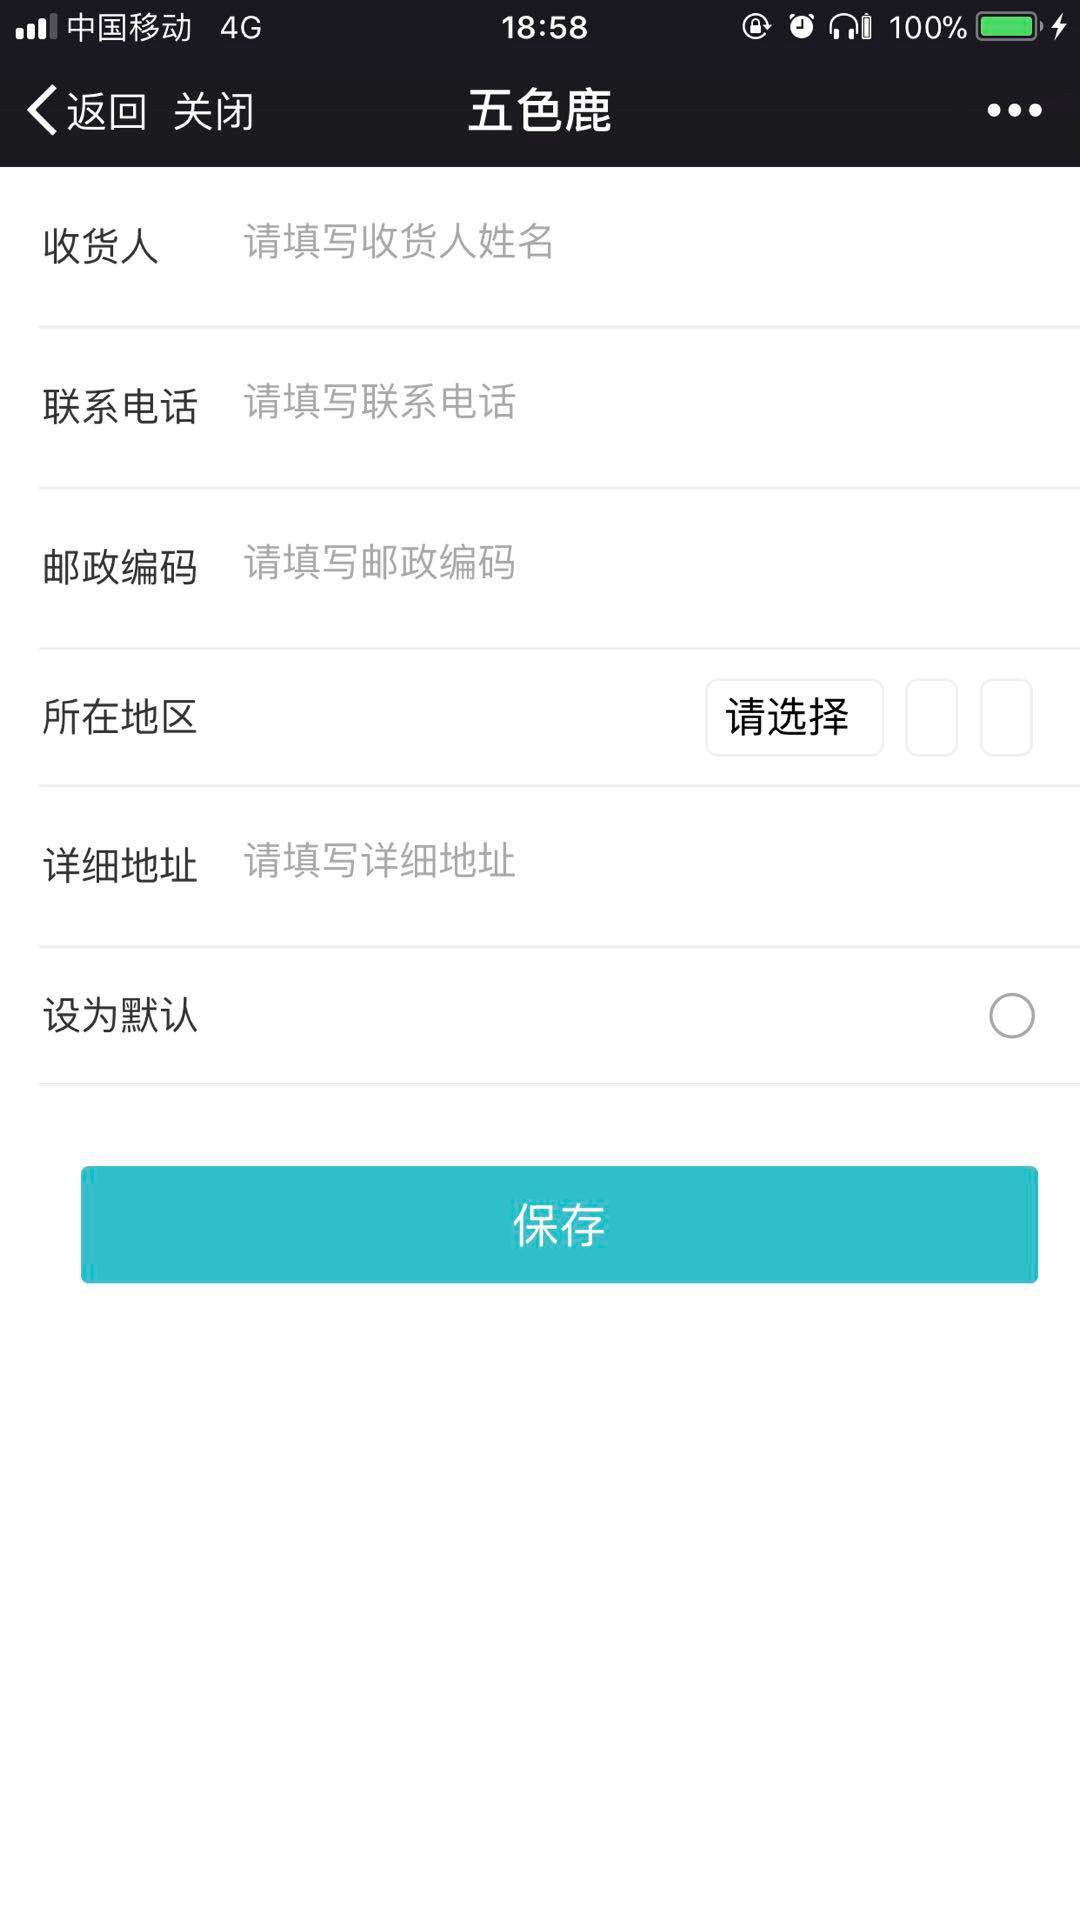 中国移动 4G 18:58 100%
返回 关闭 五色鹿
收货人 请填写收货人姓名
联系电话 请填写联系电话
邮政编码 请填写邮政编码
所在地区 请选择
详细地址 请填写详细地址
设为默认
保存